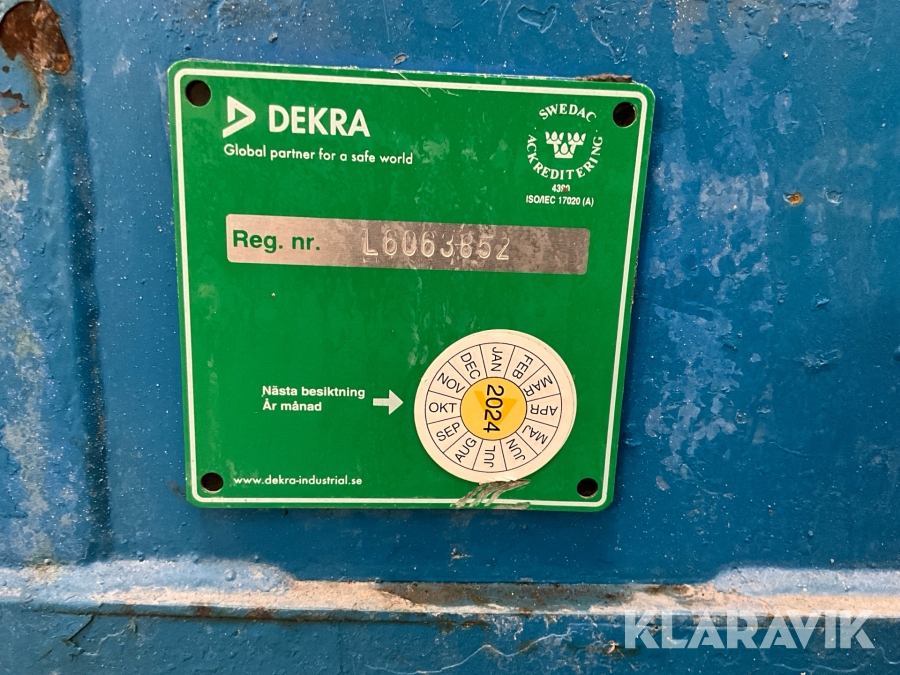 DEKRA
Global partner for a safe world
SWEDAC
ACKREDITERING
ISO/IEC 17020 (A)
Reg. nr. L6063852
Nästa besiktning
År månad
JAN
FEB
MAR
APR
MAJ
JUN
JUL
AUG
SEP
OKT
NOV
DEC
2024
www.dekra-industrial.se
KLARAVIK